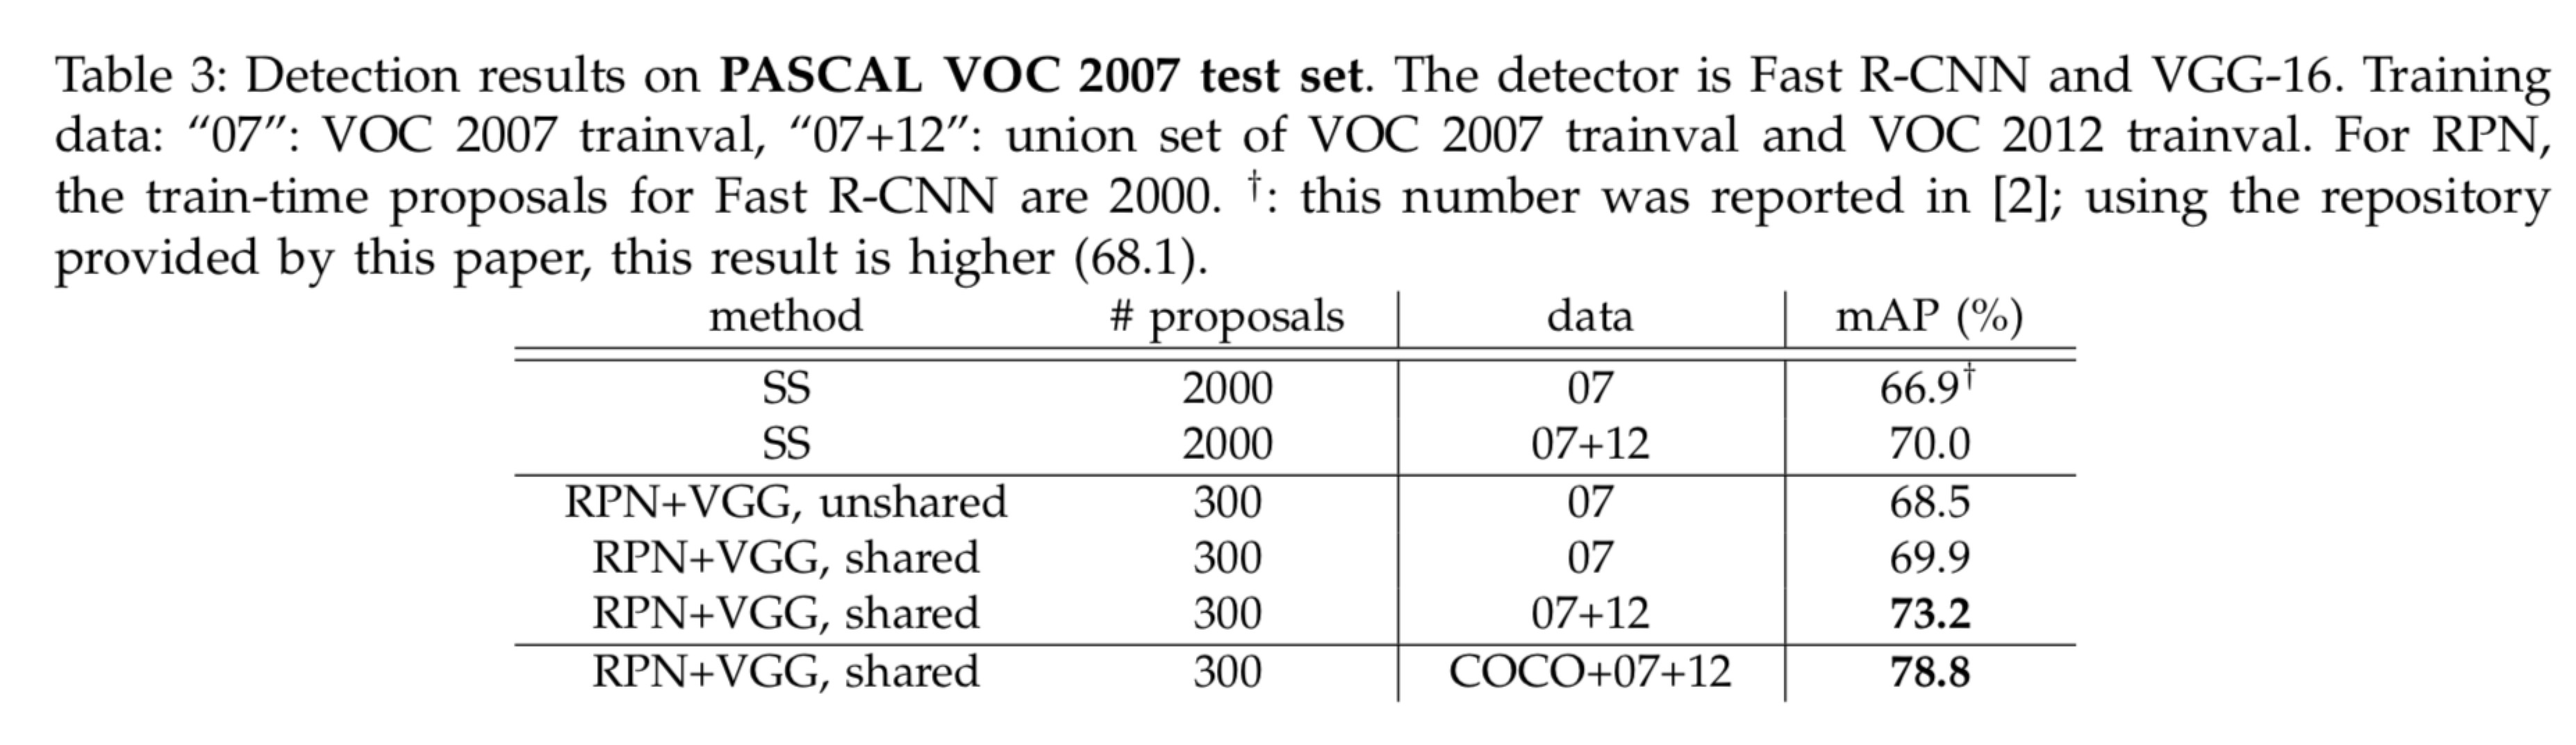 Table 3: Detection results on PASCAL VOC 2007 test set. The detector is Fast R-CNN and VGG-16. Training
data: “07”: VOC 2007 trainval, “07+12”: union set of VOC 2007 trainval and VOC 2012 trainval. For RPN,
the train-time proposals for Fast R-CNN are 2000. †: this number was reported in [2]; using the repository
provided by this paper, this result is higher (68.1).
method # proposals data mAP (%)
SS 2000 07 66.9†
SS 2000 07+12 70.0
RPN+VGG, unshared 300 07 68.5
RPN+VGG, shared 300 07 69.9
RPN+VGG, shared 300 07+12 73.2
RPN+VGG, shared 300 COCO+07+12 78.8